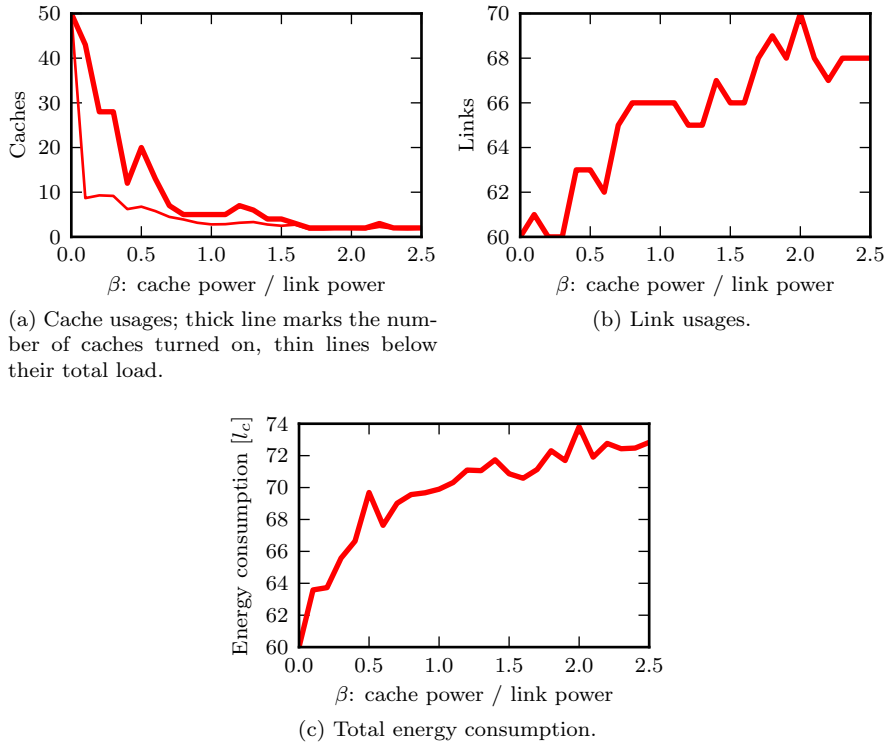 50
40
30
20
10
0
Caches
0.0 0.5 1.0 1.5 2.0 2.5
β: cache power / link power
(a) Cache usages; thick line marks the num-
ber of caches turned on, thin lines below
their total load.
70
68
66
64
62
60
Links
0.0 0.5 1.0 1.5 2.0 2.5
β: cache power / link power
(b) Link usages.
74
72
70
68
66
64
62
60
Energy consumption [l_c]
0.0 0.5 1.0 1.5 2.0 2.5
β: cache power / link power
(c) Total energy consumption.